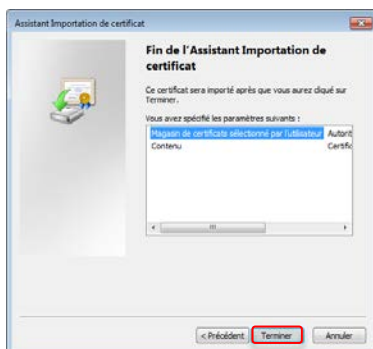 Assistant Importation de certificat
Fin de l'Assistant Importation de
certificat
Ce certificat sera importé après que vous aurez cliqué sur
Terminer.
Vous avez spécifié les paramètres suivants :
Magasin de certificats sélectionné par l'utilisateur Autorit
Contenu Certific
< Précédent Terminer Annuler